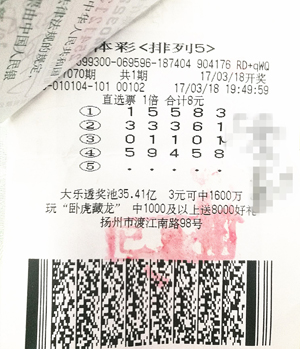 体彩<排列5>
099300-069596-187404 904176 RD+qWQ
1070期 共1期 17/03/18开奖
-010104-101 00102 17/03/18 19:49:59
直选票 1倍 合计8元
① 1 5 5 8 3
② 3 3 3 6 1
③ 0 1 1 0 1
④ 5 9 4 5 8
⑤ . . . . .
大乐透奖池35.41亿 3元可中1600万
玩“卧虎藏龙” 中1000及以上送8000好礼
扬州市渡江南路98号